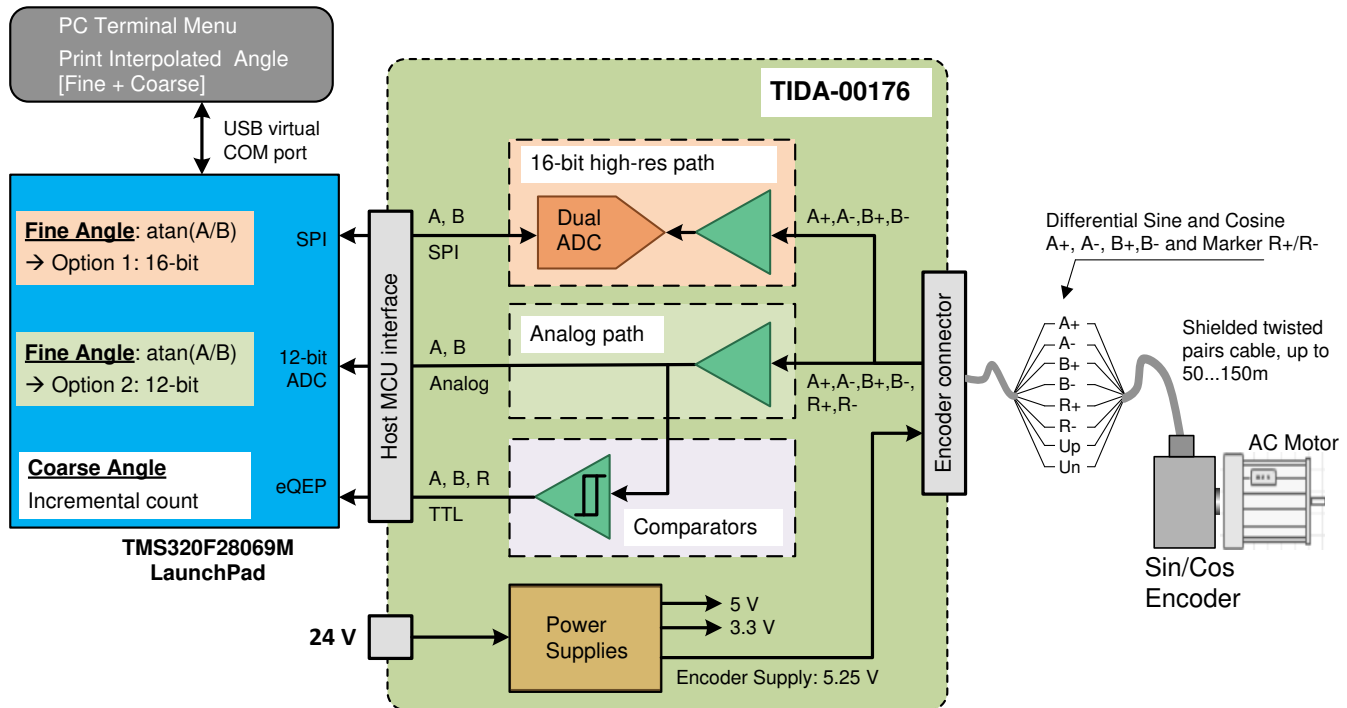 PC Terminal Menu
Print Interpolated Angle
[Fine + Coarse]
USB virtual
COM port
Fine Angle: atan(A/B)
→ Option 1: 16-bit
SPI
Fine Angle: atan(A/B)
→ Option 2: 12-bit
12-bit
ADC
Coarse Angle
Incremental count
eQEP
TMS320F28069M
LaunchPad
Host MCU interface
TIDA-00176
16-bit high-res path
A, B
SPI
Dual
ADC
A+,A-,B+,B-
Analog path
A, B
Analog
A+,A-,B+,B-,
R+,R-
A, B, R
TTL
Comparators
24 V
Power
Supplies
5 V
3.3 V
Encoder Supply: 5.25 V
Encoder connector
Differential Sine and Cosine
A+, A-, B+,B- and Marker R+/R-
A+
A-
B+
B-
R+
R-
Up
Un
Shielded twisted
pairs cable, up to
50...150m
AC Motor
Sin/Cos
Encoder